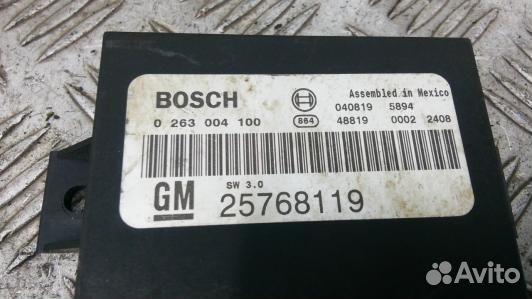 BOSCH
Assembled in Mexico
040819 5894
0 263 004 100
864
48819 0002 2408
SW 3.0
GM
25768119
Avito